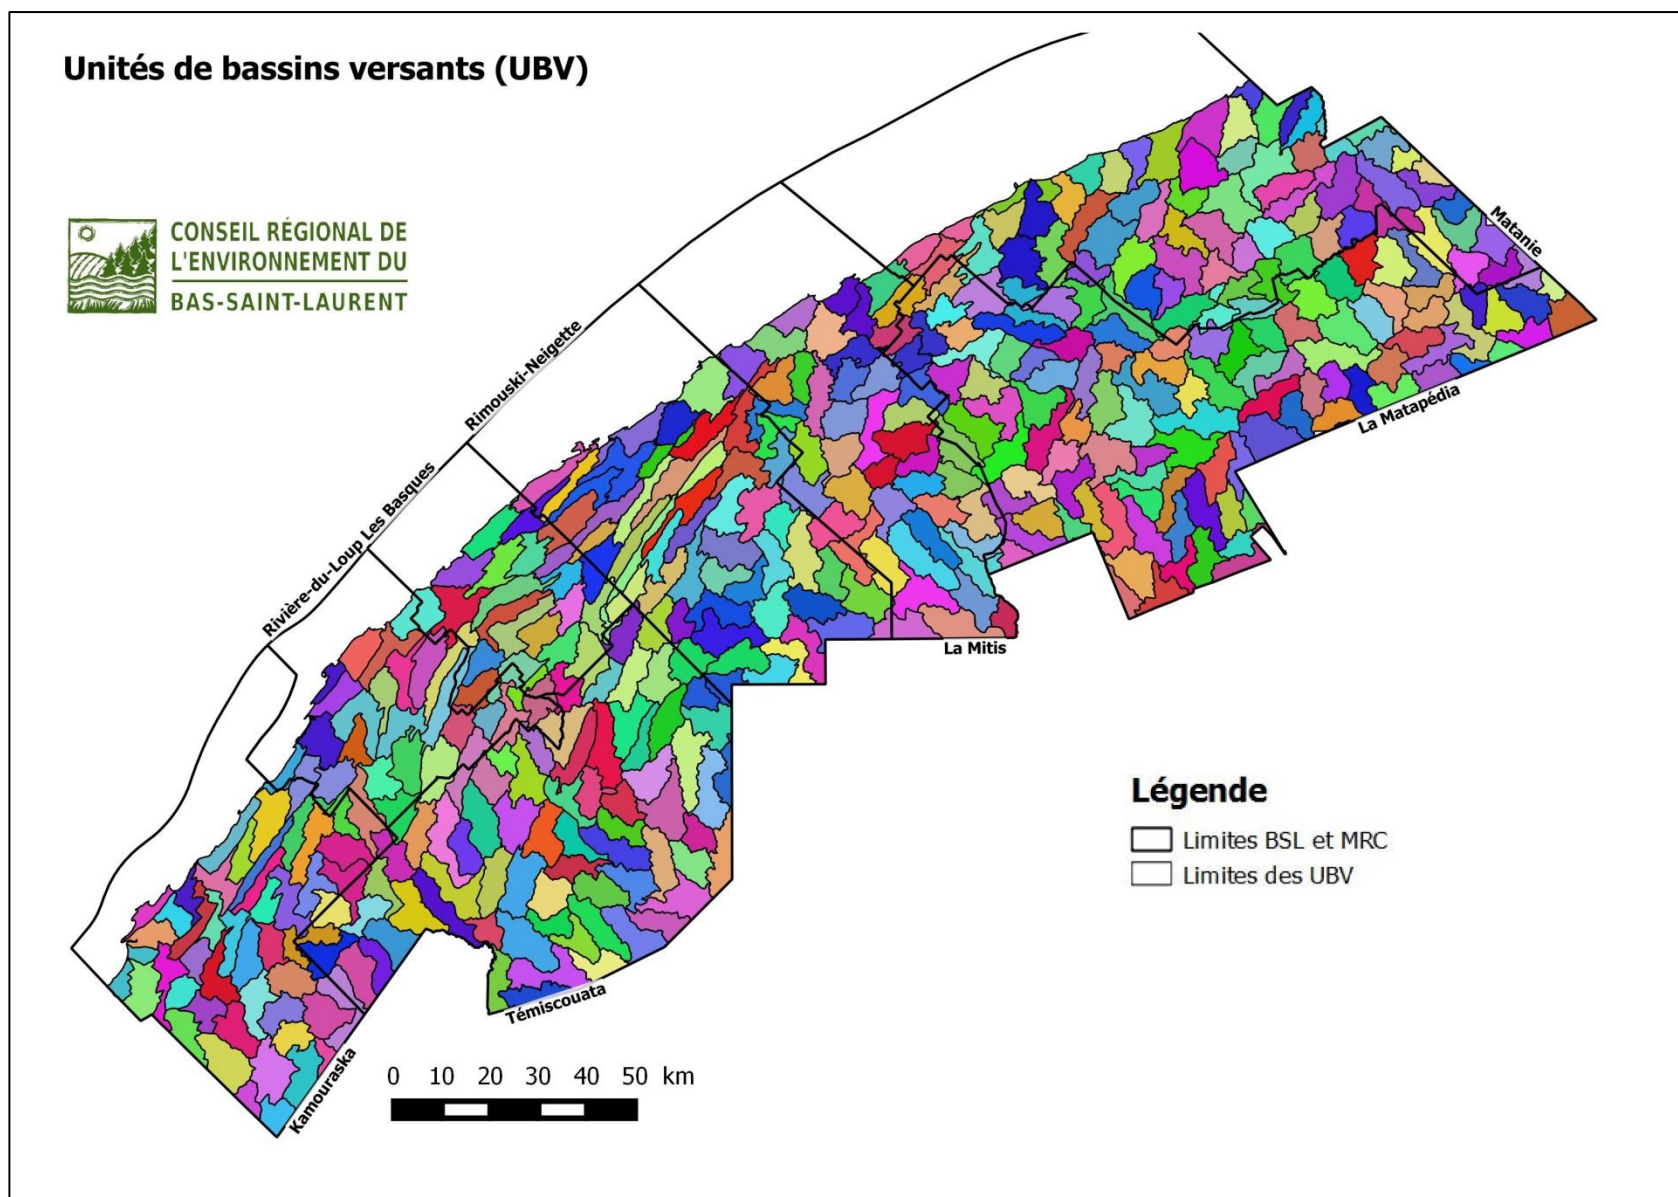 Unités de bassins versants (UBV)
CONSEIL RÉGIONAL DE
L'ENVIRONNEMENT DU
BAS-SAINT-LAURENT
Matanie
La Matapédia
La Mitis
Rimouski-Neigette
Les Basques
Rivière-du-Loup
Témiscouata
Kamouraska
Légende
Limites BSL et MRC
Limites des UBV
0 10 20 30 40 50 km